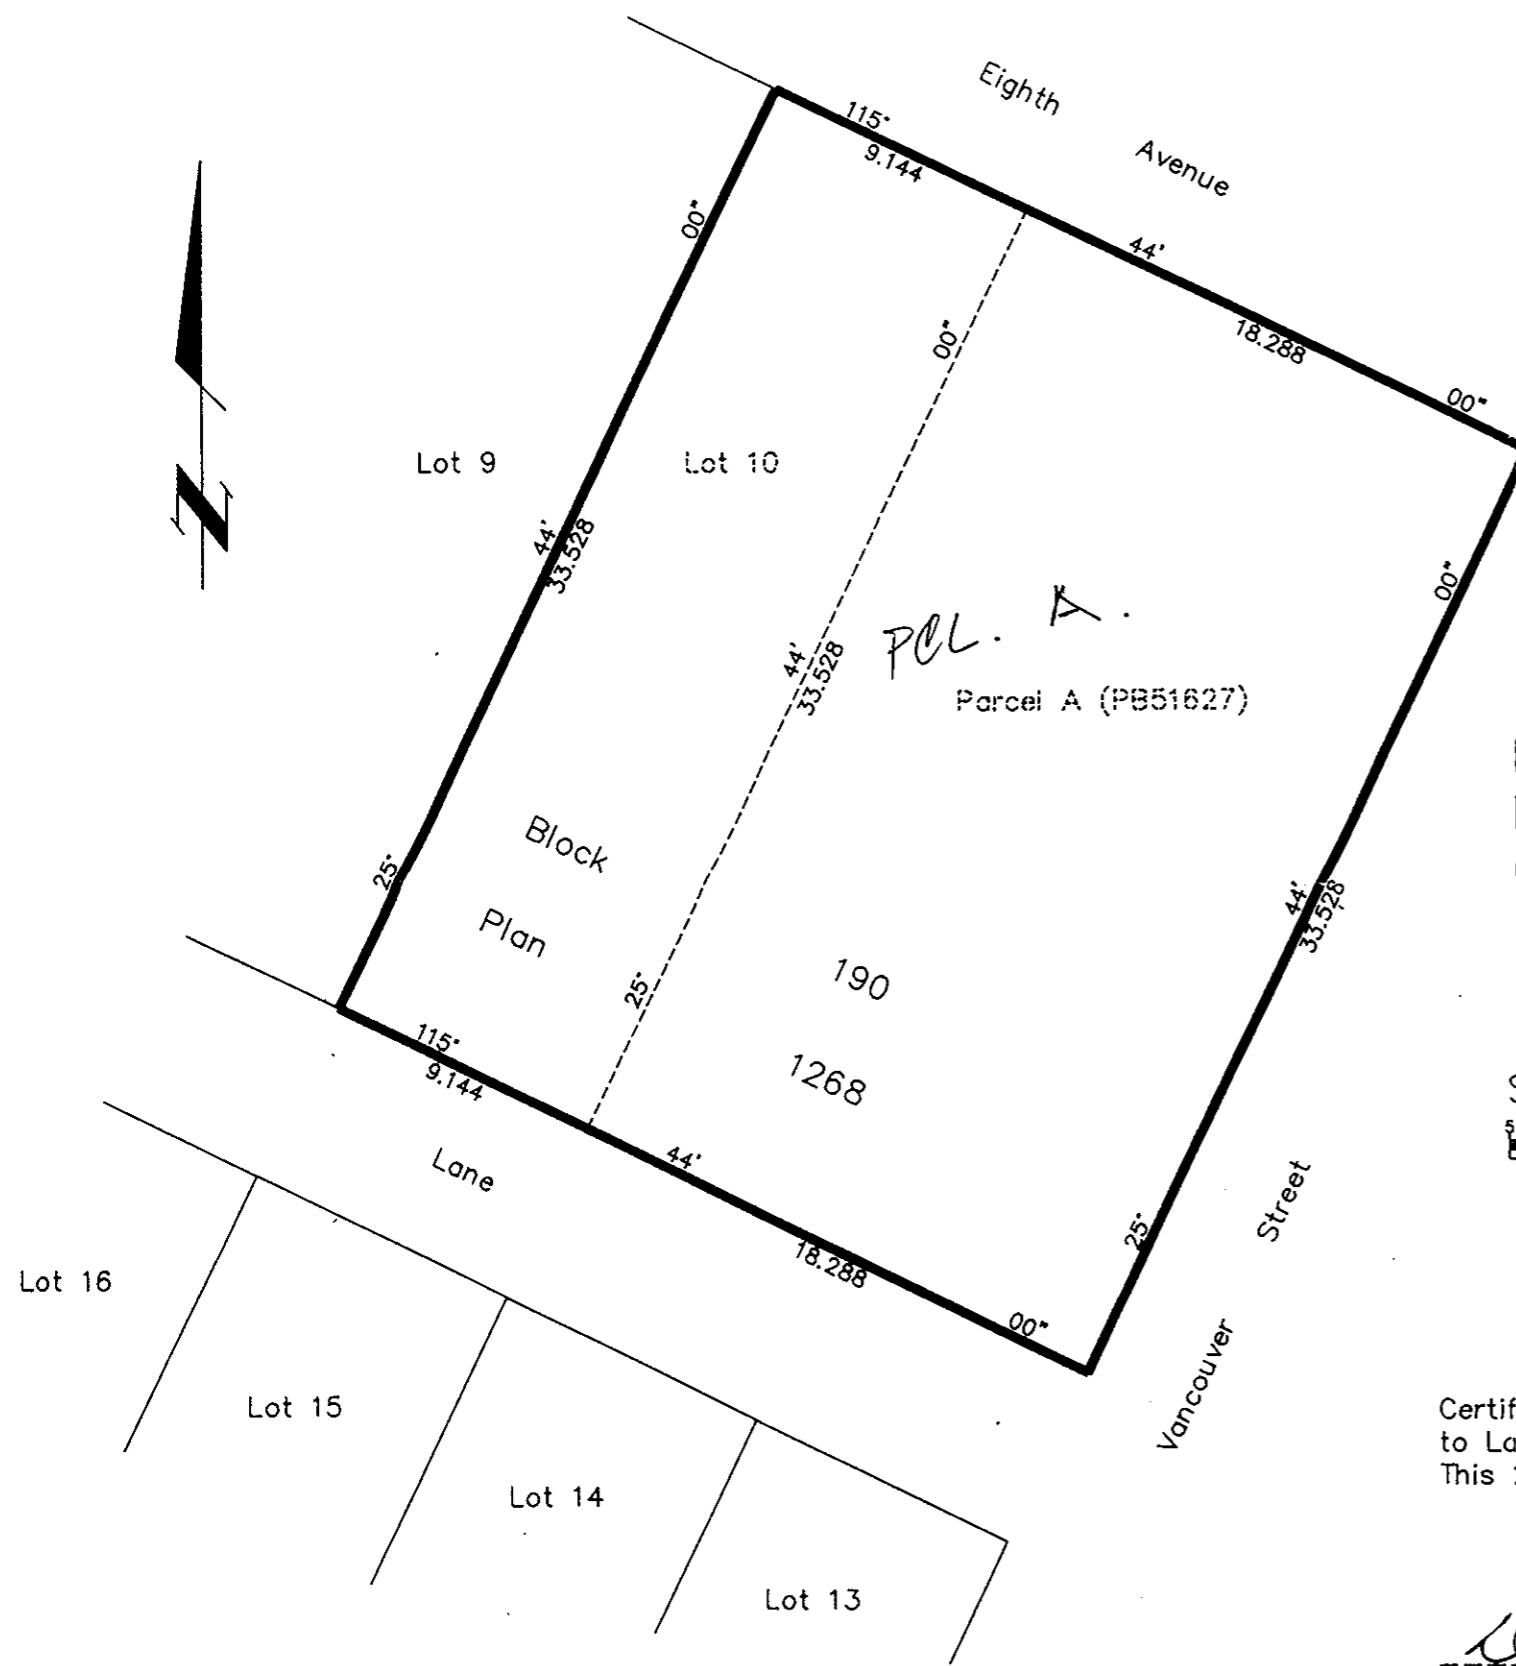 Eighth
Avenue
115°
9.144
44'
18.288
00"
00"
00"
00"
N
Lot 9
Lot 10
44'
33.528
44'
33.528
44'
33.528
PCL. A.
Parcel A (PB51627)
Block
Plan
190
1268
25°
25°
25°
115°
9.144
44'
18.288
00"
Lane
Vancouver
Street
Lot 16
Lot 15
Lot 14
Lot 13
Certif
to La
This